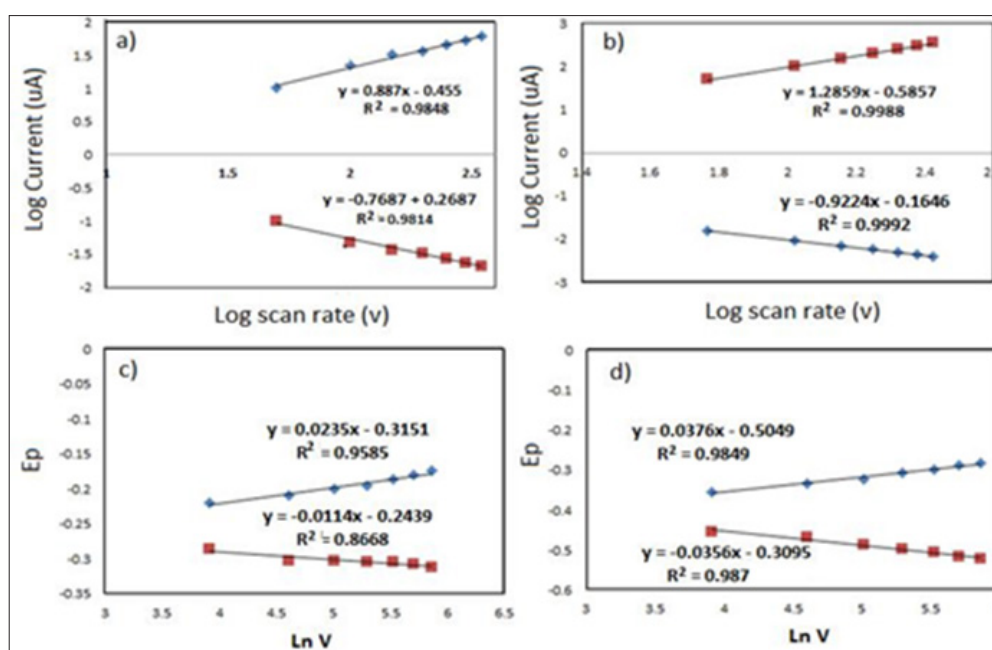 a)
2
1.5
1
0.5
0
-0.5
-1
-1.5
-2
1
1.5
2
2.5
y = 0.887x - 0.455
R² = 0.9848
y = -0.7687 + 0.2687
R² = 0.9814
Log Current (uA)
Log scan rate (v)
b)
3
2
1
0
-1
-2
-3
1.4
1.6
1.8
2
2.2
2.4
y = 1.2859x - 0.5857
R² = 0.9988
y = -0.9224x - 0.1646
R² = 0.9992
Log Current (uA)
Log scan rate (v)
c)
0
-0.05
-0.1
-0.15
-0.2
-0.25
-0.3
-0.35
3
3.5
4
4.5
5
5.5
6
6.5
y = 0.0235x - 0.3151
R² = 0.9585
y = -0.0114x - 0.2439
R² = 0.8668
Ep
Ln V
d)
0
-0.1
-0.2
-0.3
-0.4
-0.5
-0.6
3
3.5
4
4.5
5
5.5
y = 0.0376x - 0.5049
R² = 0.9849
y = -0.0356x - 0.3095
R² = 0.987
Ep
Ln V